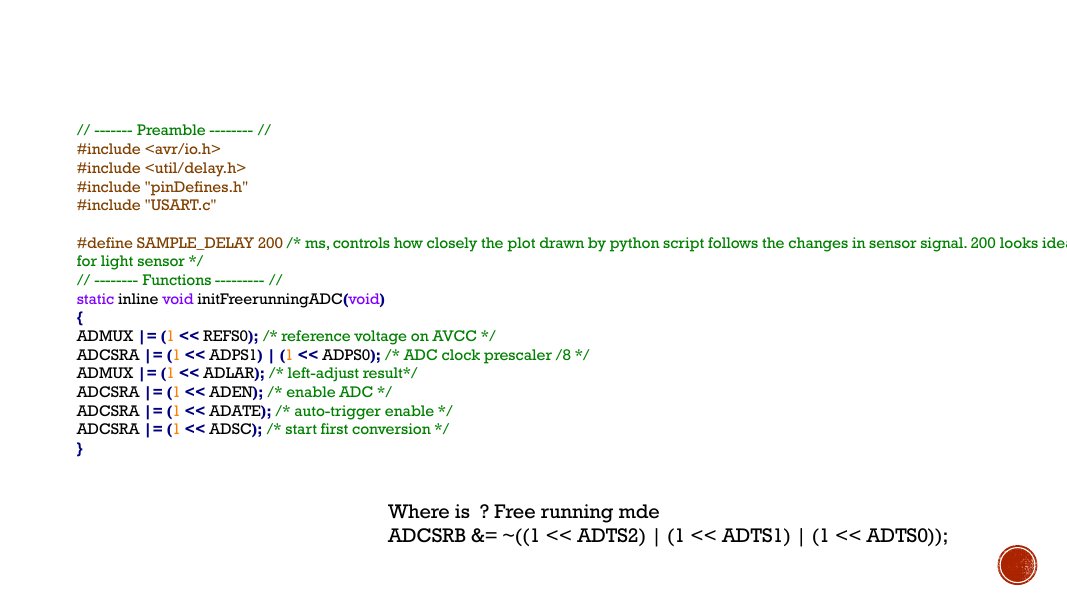 // ------- Preamble -------- //
#include <avr/io.h>
#include <util/delay.h>
#include "pinDefines.h"
#include "USART.c"
#define SAMPLE_DELAY 200 /* ms, controls how closely the plot drawn by python script follows the changes in sensor signal. 200 looks
for light sensor */
// -------- Functions --------- //
static inline void initFreerunningADC(void)
{
ADMUX |= (1 << REFS0); /* reference voltage on AVCC */
ADCSRA |= (1 << ADPS1) | (1 << ADPS0); /* ADC clock prescaler /8 */
ADMUX |= (1 << ADLAR); /* left-adjust result*/
ADCSRA |= (1 << ADEN); /* enable ADC */
ADCSRA |= (1 << ADATE); /* auto-trigger enable */
ADCSRA |= (1 << ADSC); /* start first conversion */
}
Where is ? Free running mde
ADCSRB &= ~((1 << ADTS2) | (1 << ADTS1) | (1 << ADTS0));